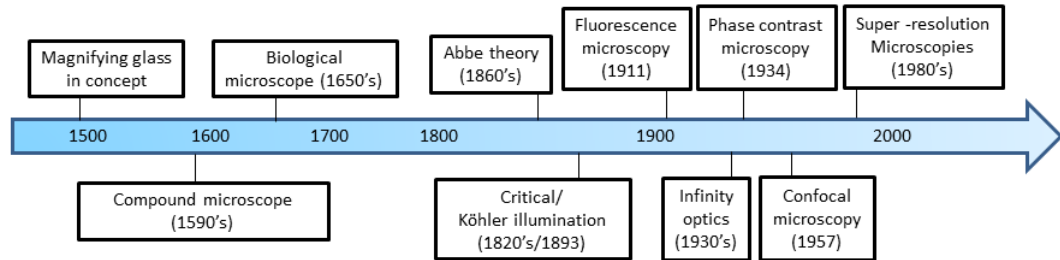 Magnifying glass
in concept
Biological
microscope (1650's)
Abbe theory
(1860's)
Fluorescence
microscopy
(1911)
Phase contrast
microscopy
(1934)
Super -resolution
Microscopies
(1980's)
1500 1600 1700 1800 1900 2000
Compound microscope
(1590's)
Critical/
Köhler illumination
(1820's/1893)
Infinity
optics
(1930's)
Confocal
microscopy
(1957)